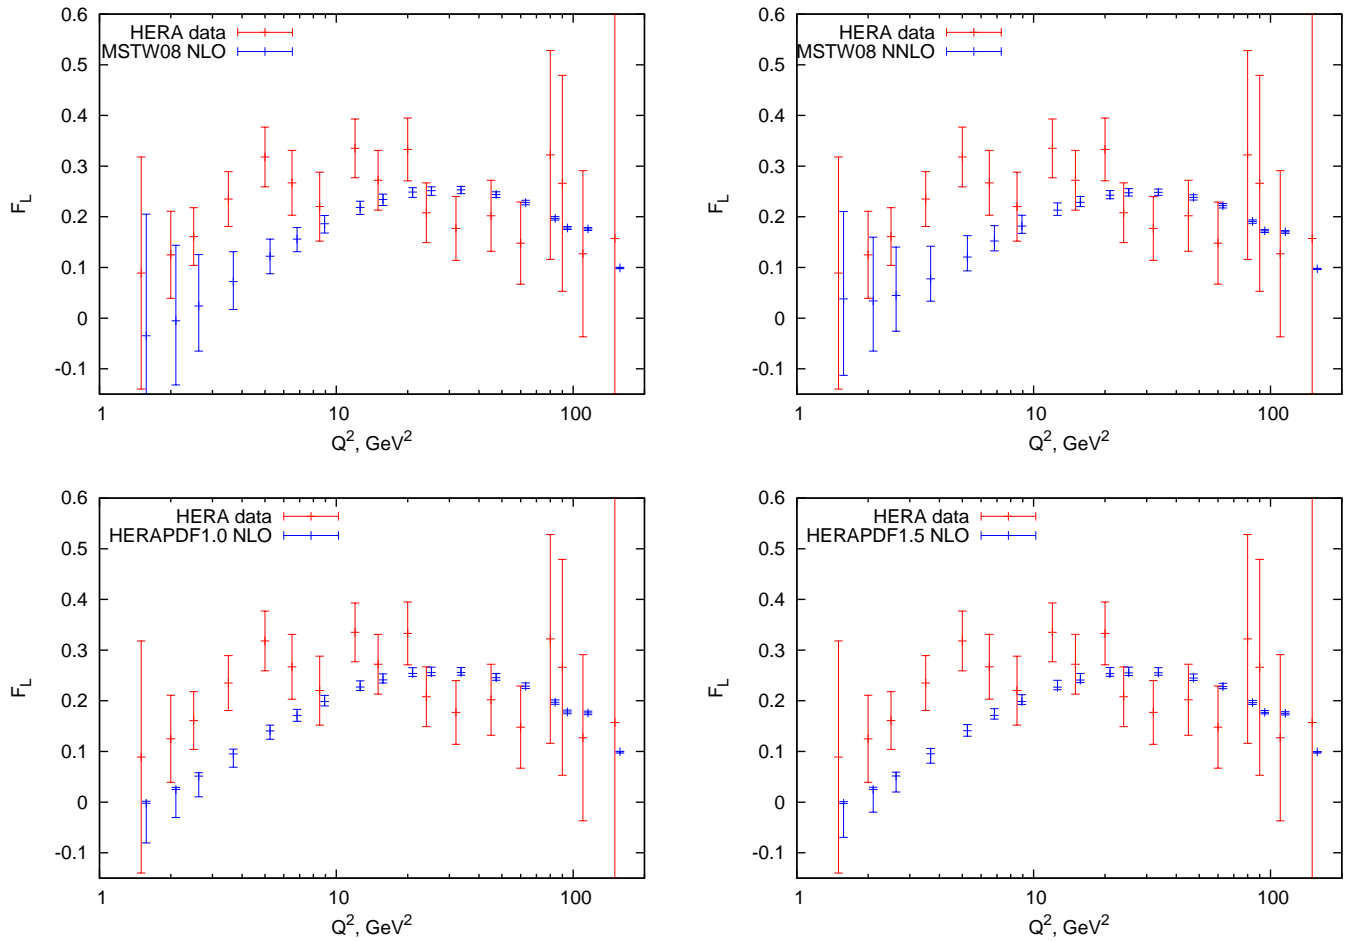 0.6
0.5
0.4
0.3
0.2
0.1
0
-0.1
F_L
HERA data
MSTW08 NLO
1
10
100
Q^2, GeV^2
0.6
0.5
0.4
0.3
0.2
0.1
0
-0.1
F_L
HERA data
MSTW08 NNLO
1
10
100
Q^2, GeV^2
0.6
0.5
0.4
0.3
0.2
0.1
0
-0.1
F_L
HERA data
HERAPDF1.0 NLO
1
10
100
Q^2, GeV^2
0.6
0.5
0.4
0.3
0.2
0.1
0
-0.1
F_L
HERA data
HERAPDF1.5 NLO
1
10
100
Q^2, GeV^2